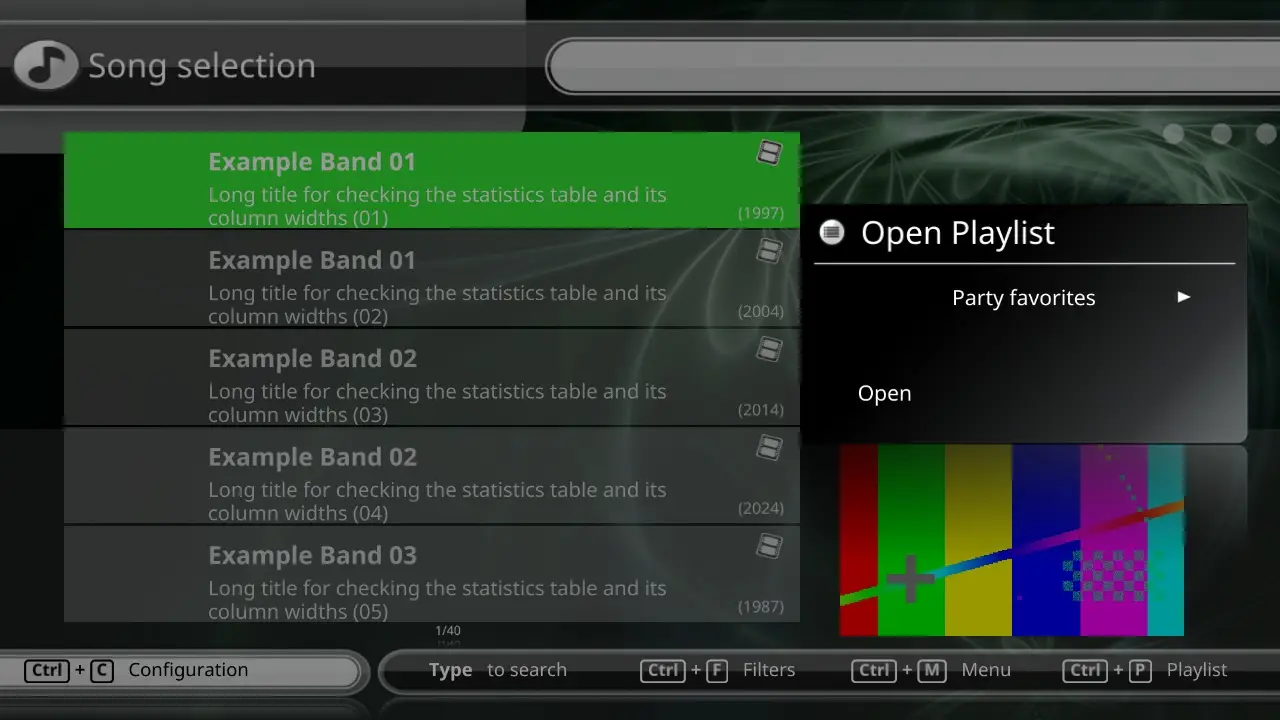 Song selection
Example Band 01
Long title for checking the statistics table and its
column widths (01)
(1997)
Example Band 01
Long title for checking the statistics table and its
column widths (02)
(2004)
Example Band 02
Long title for checking the statistics table and its
column widths (03)
(2014)
Example Band 02
Long title for checking the statistics table and its
column widths (04)
(2024)
Example Band 03
Long title for checking the statistics table and its
column widths (05)
(1987)
1/40
Open Playlist
Party favorites
Open
Ctrl + C Configuration
Type to search
Ctrl + F Filters
Ctrl + M Menu
Ctrl + P Playlist